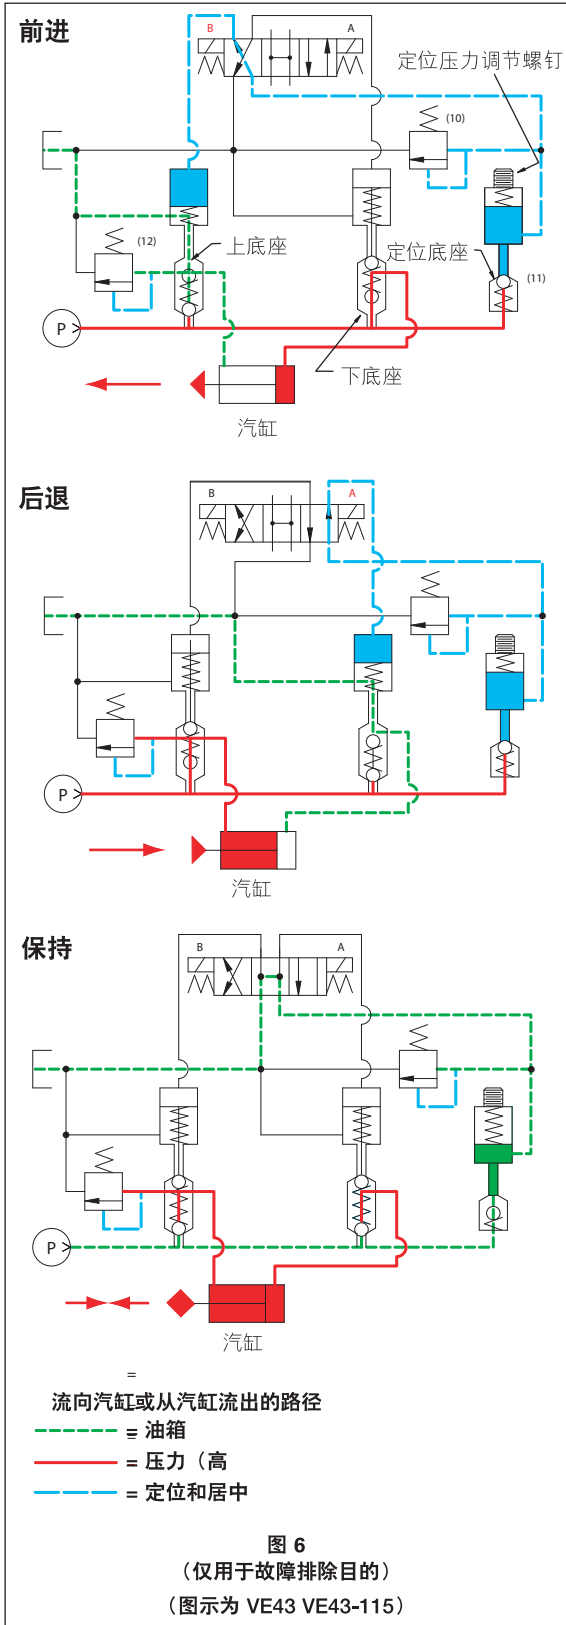 前进
B
A
定位压力调节螺钉
(10)
(12)
上底座
定位底座
(11)
P
下底座
汽缸
后退
B
A
P
汽缸
保持
B
A
P
汽缸
=
流向汽缸或从汽缸流出的路径
= 油箱
= 压力（高
= 定位和居中
图 6
（仅用于故障排除目的）
（图示为 VE43 VE43-115）